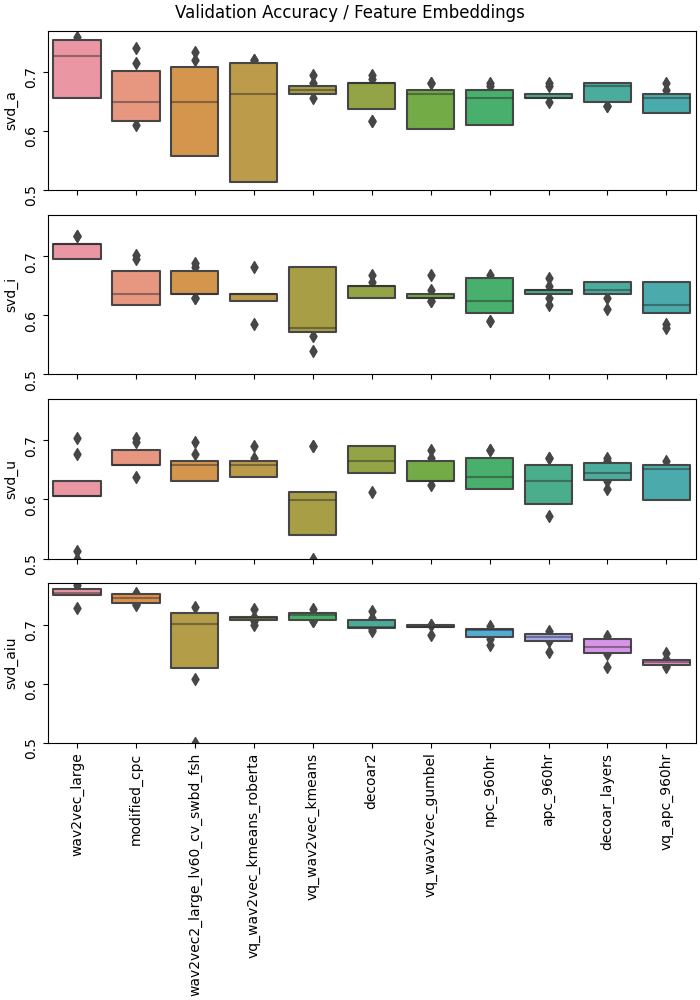 Validation Accuracy / Feature Embeddings
svd_a
0.7
0.6
0.5
svd_i
0.7
0.6
0.5
svd_u
0.7
0.6
0.5
svd_aiu
0.7
0.6
0.5
wav2vec_large
modified_cpc
wav2vec2_large_lv60_cv_swbd_fsh
vq_wav2vec_kmeans_roberta
vq_wav2vec_kmeans
decoar2
vq_wav2vec_gumbel
npc_960hr
apc_960hr
decoar_layers
vq_apc_960hr